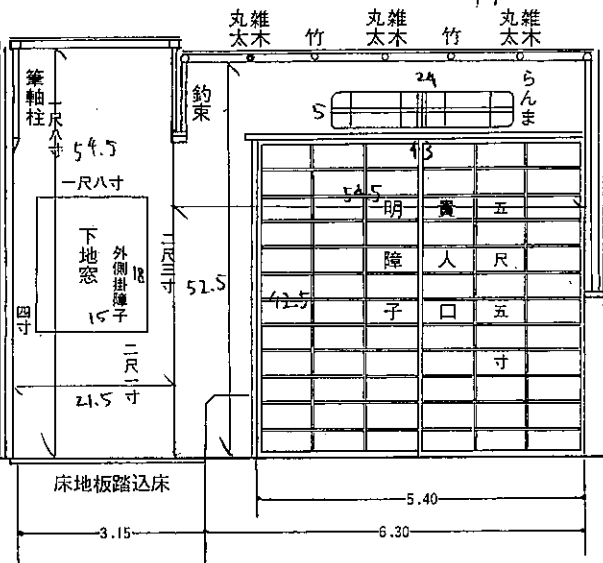 雑木丸太
竹
雑木丸太
竹
雑木丸太
筆軸柱
一尺八寸
54.5
釣束
24
5
らんま
43
一尺八寸
下地窓
外側掛障子
18
15
二尺三寸
四寸
二尺一寸
21.5
52.5
54.5
42.5
五尺五寸
貴人口
明障子
床地板踏込床
5.40
3.15
6.30